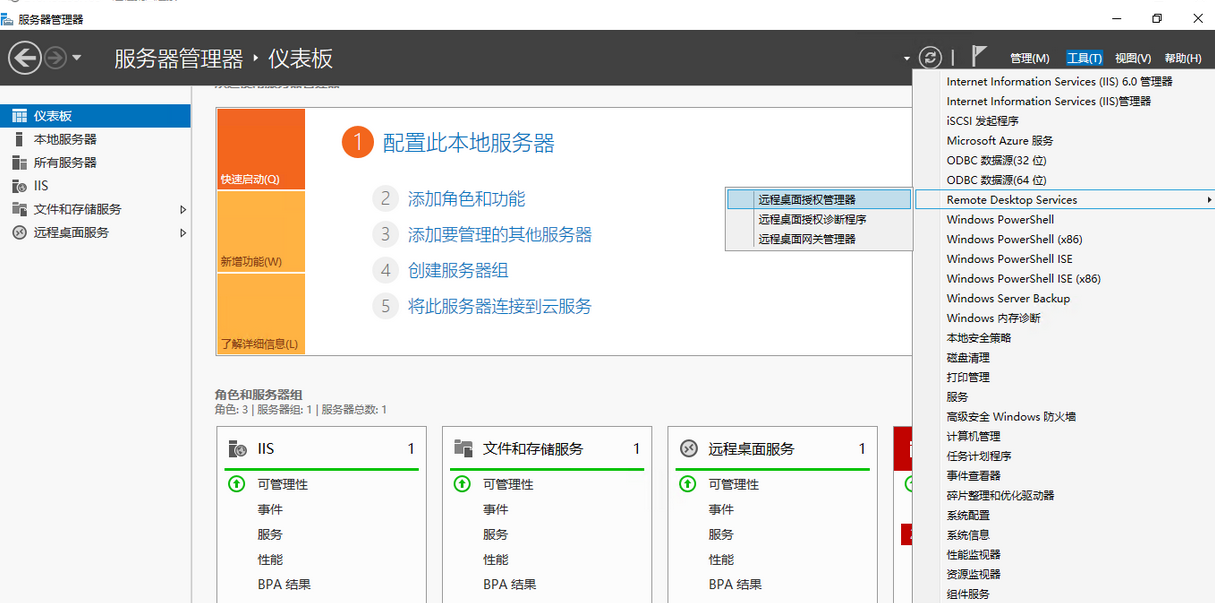 服务器管理器
服务器管理器 · 仪表板
管理(M) 工具(T) 视图(V) 帮助(H)
仪表板
本地服务器
所有服务器
IIS
文件和存储服务
远程桌面服务
快速启动(Q)
新增功能(W)
了解详细信息(L)
1 配置此本地服务器
2 添加角色和功能
3 添加要管理的其他服务器
4 创建服务器组
5 将此服务器连接到云服务
角色和服务器组
角色: 3 | 服务器组: 1 | 服务器总数: 1
IIS 1
可管理性
事件
服务
性能
BPA 结果
文件和存储服务 1
可管理性
事件
服务
性能
BPA 结果
远程桌面服务 1
可管理性
事件
服务
性能
BPA 结果
远程桌面授权管理器
远程桌面授权诊断程序
远程桌面网关管理器
Internet Information Services (IIS) 6.0 管理器
Internet Information Services (IIS)管理器
iSCSI 发起程序
Microsoft Azure 服务
ODBC 数据源(32 位)
ODBC 数据源(64 位)
Remote Desktop Services
Windows PowerShell
Windows PowerShell (x86)
Windows PowerShell ISE
Windows PowerShell ISE (x86)
Windows Server Backup
Windows 内存诊断
本地安全策略
磁盘清理
打印管理
服务
高级安全 Windows 防火墙
计算机管理
任务计划程序
事件查看器
碎片整理和优化驱动器
系统配置
系统信息
性能监视器
资源监视器
组件服务